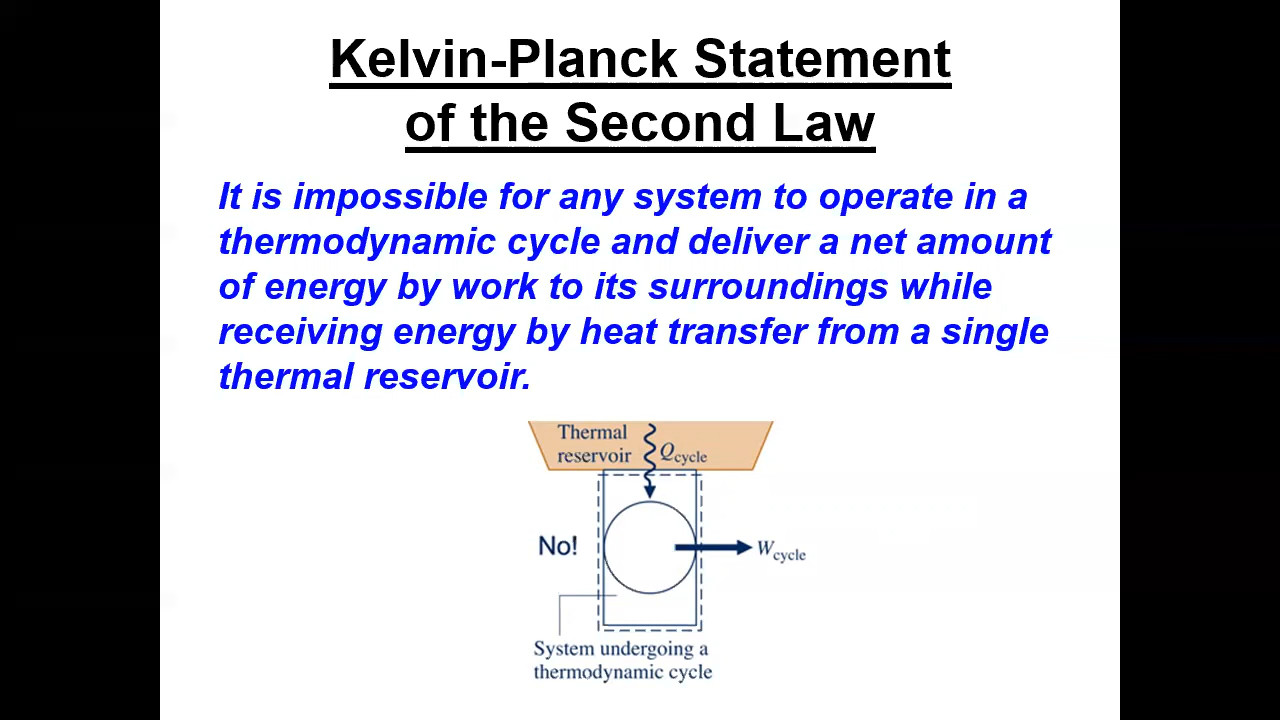 Kelvin-Planck Statement
of the Second Law
It is impossible for any system to operate in a
thermodynamic cycle and deliver a net amount
of energy by work to its surroundings while
receiving energy by heat transfer from a single
thermal reservoir.
Thermal
reservoir
Qcycle
No!
Wcycle
System undergoing a
thermodynamic cycle